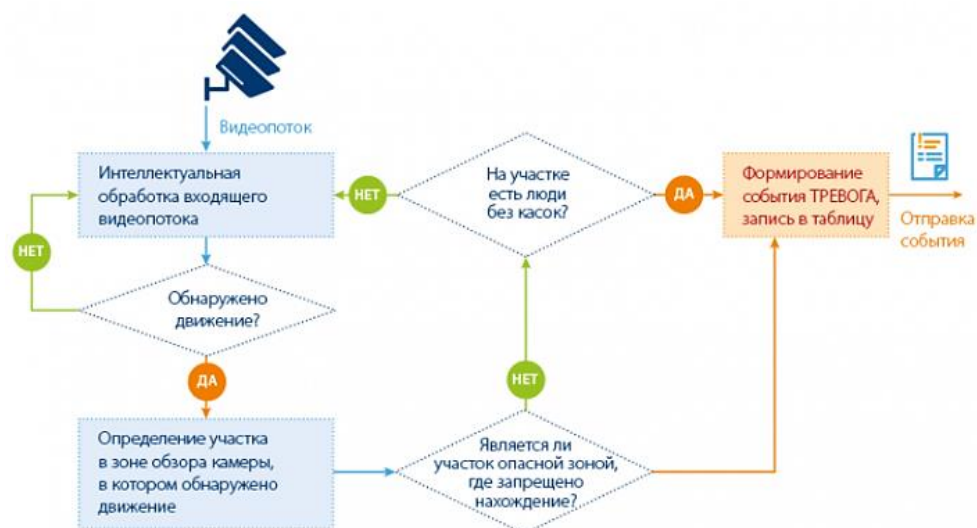 Видеопоток
Интеллектуальная
обработка входящего
видеопотока
НЕТ
На участке
есть люди
без касок?
ДА
Формирование
события ТРЕВОГА,
запись в таблицу
Отправка
события
НЕТ
Обнаружено
движение?
ДА
НЕТ
Определение участка
в зоне обзора камеры,
в котором обнаружено
движение
Является ли
участок опасной зоной,
где запрещено
нахождение?